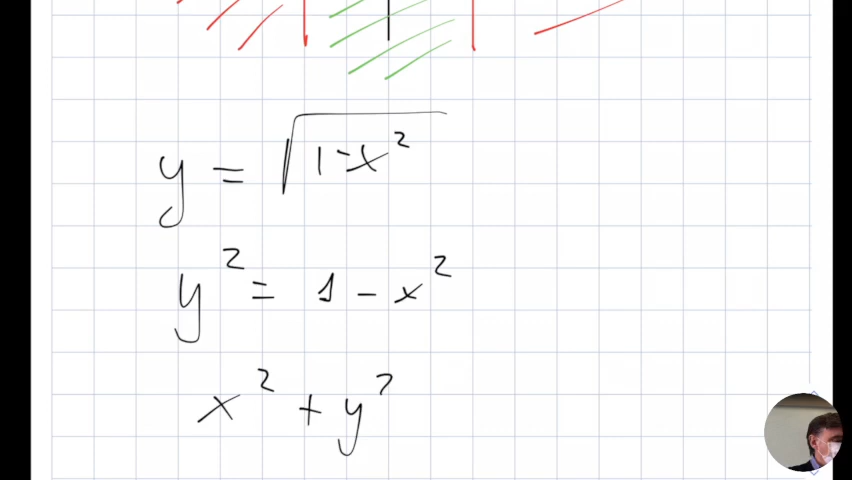 y = √(1-x²)
y² = 1 - x²
x² + y²